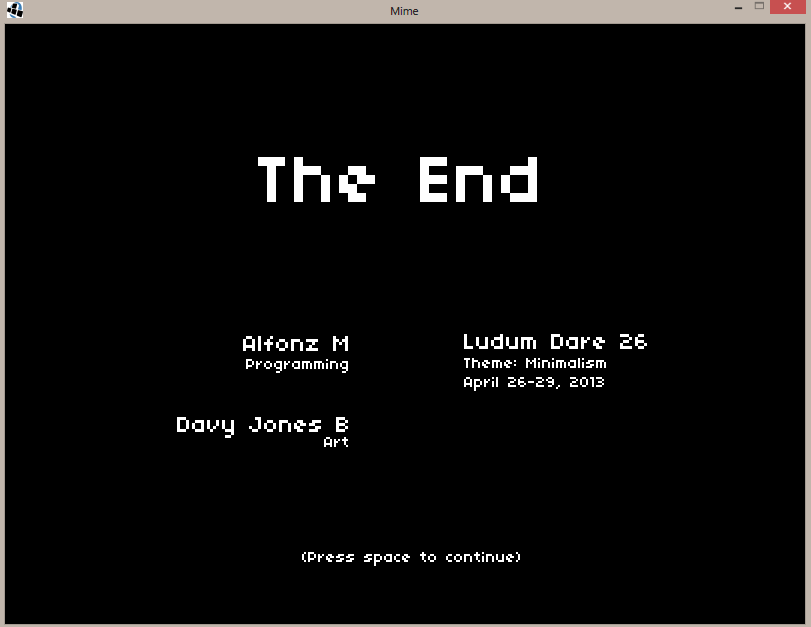 Mime
The End
Alfonz M
Programming
Davy Jones B
Art
Ludum Dare 26
Theme: Minimalism
April 26-29, 2013
(Press space to continue)